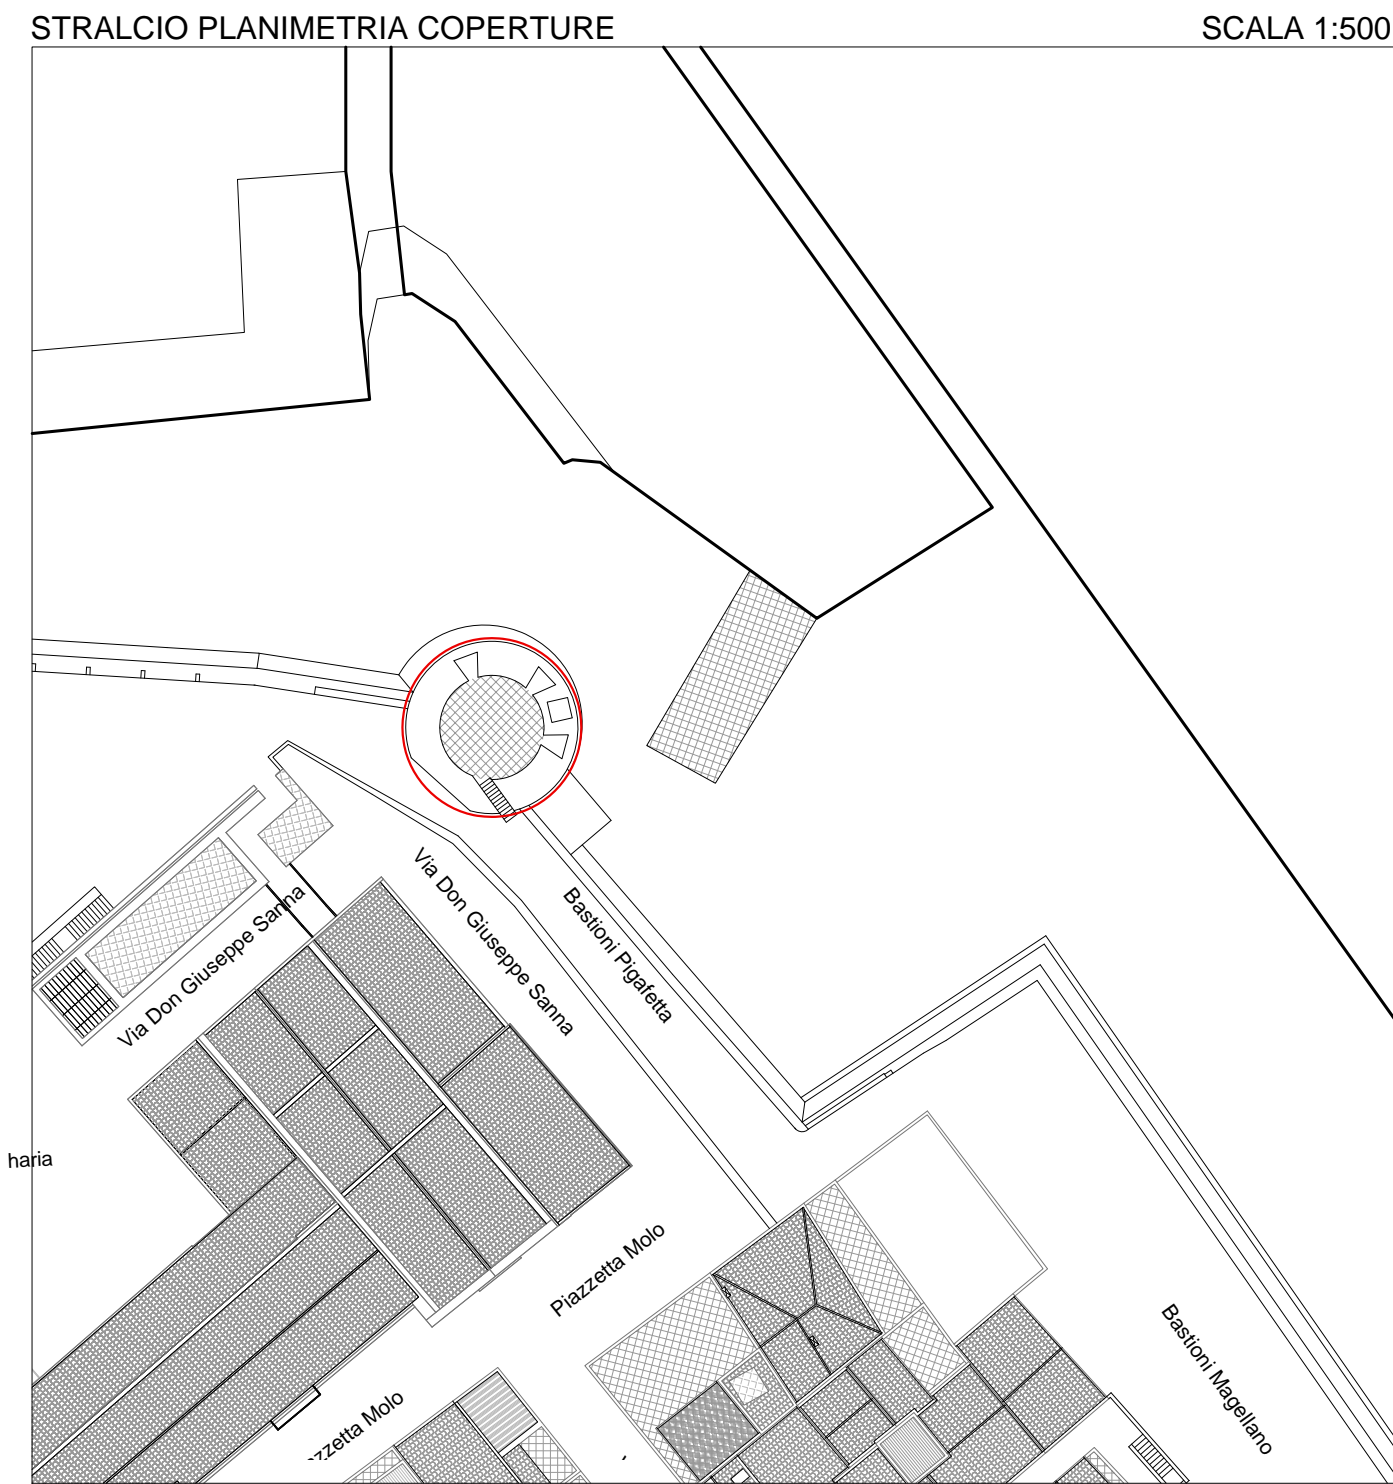 STRALCIO PLANIMETRIA COPERTURE
SCALA 1:500
Via Don Giuseppe Sanna
Via Don Giuseppe Sanna
Bastioni Pigafetta
haria
Piazzetta Molo
azzetta Molo
Bastioni Magellano